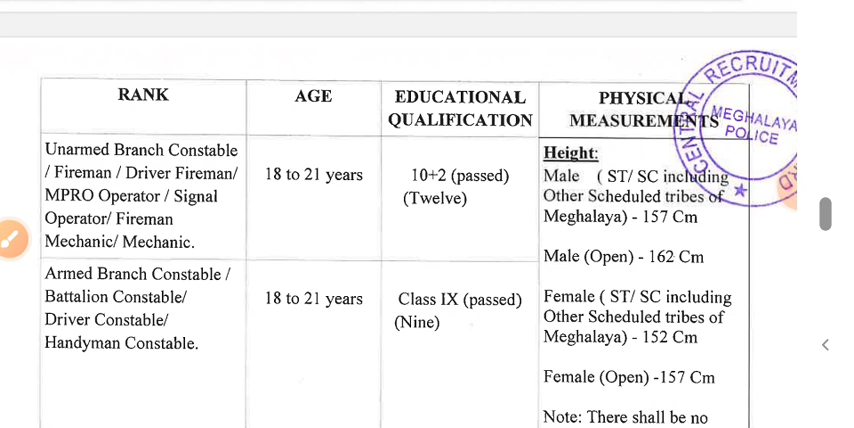 RANK
AGE
EDUCATIONAL
QUALIFICATION
PHYSICAL
MEASUREMENTS
CENTRAL RECRUITM
RD
MEGHALAYA
POLICE
Unarmed Branch Constable
/ Fireman / Driver Fireman/
MPRO Operator / Signal
Operator/ Fireman
Mechanic/ Mechanic.
18 to 21 years
10+2 (passed)
(Twelve)
Height:
Male ( ST/ SC including
Other Scheduled tribes of
Meghalaya) - 157 Cm
Male (Open) - 162 Cm
Armed Branch Constable /
Battalion Constable/
Driver Constable/
Handyman Constable.
18 to 21 years
Class IX (passed)
(Nine)
Female ( ST/ SC including
Other Scheduled tribes of
Meghalaya) - 152 Cm
Female (Open) -157 Cm
Note: There shall be no